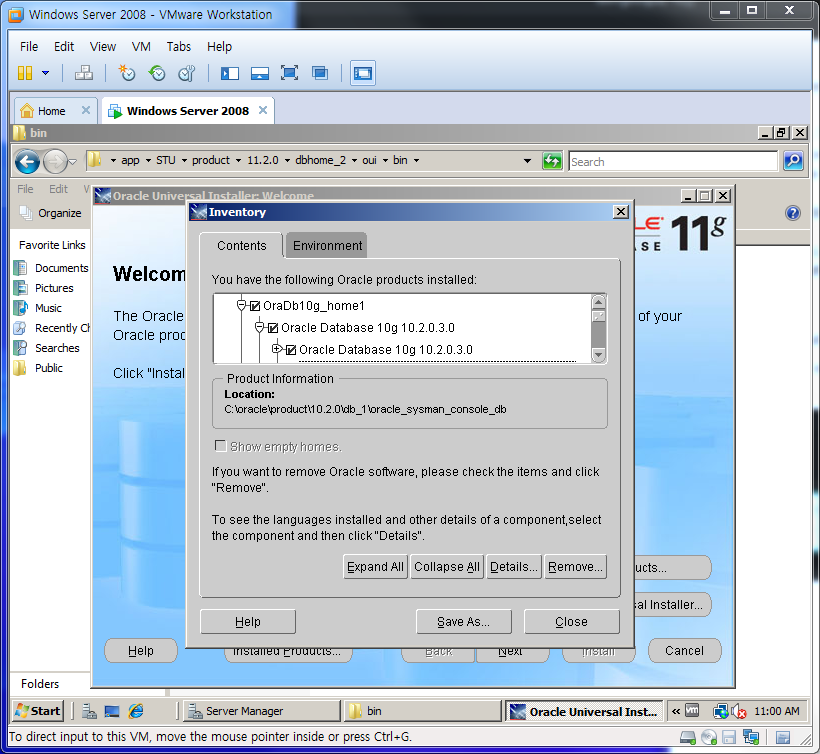 Windows Server 2008 - VMware Workstation
File Edit View VM Tabs Help
Home Windows Server 2008
bin
app STU product 11.2.0 dbhome_2 oui bin Search
File Edit
Oracle Universal Installer: Welcome
Organize
Inventory
11g
Contents Environment
Favorite Links
Documents
Pictures
Music
Recently Ch
Searches
Public
Welcom
The Oracle of your
Oracle proc
Click "Instal
You have the following Oracle products installed:
OraDb10g_home1
Oracle Database 10g 10.2.0.3.0
Oracle Database 10g 10.2.0.3.0
Product Information
Location:
C:\oracle\product\10.2.0\db_1\oracle_sysman_console_db
Show empty homes.
If you want to remove Oracle software, please check the items and click
"Remove".
To see the languages installed and other details of a component,select
the component and then click "Details".
Expand All Collapse All Details... Remove... ucts...
al Installer...
Help Save As... Close
Help Installed Products... Back Next Install Cancel
Folders
Start Server Manager bin Oracle Universal Inst... « 11:00 AM
To direct input to this VM, move the mouse pointer inside or press Ctrl+G.